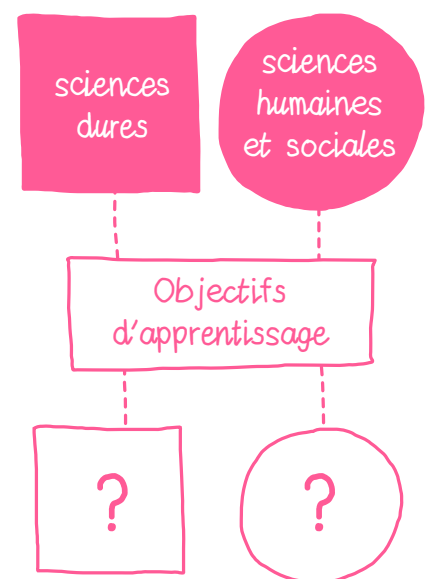 sciences
dures
sciences
humaines
et sociales
Objectifs
d'apprentissage
?
?